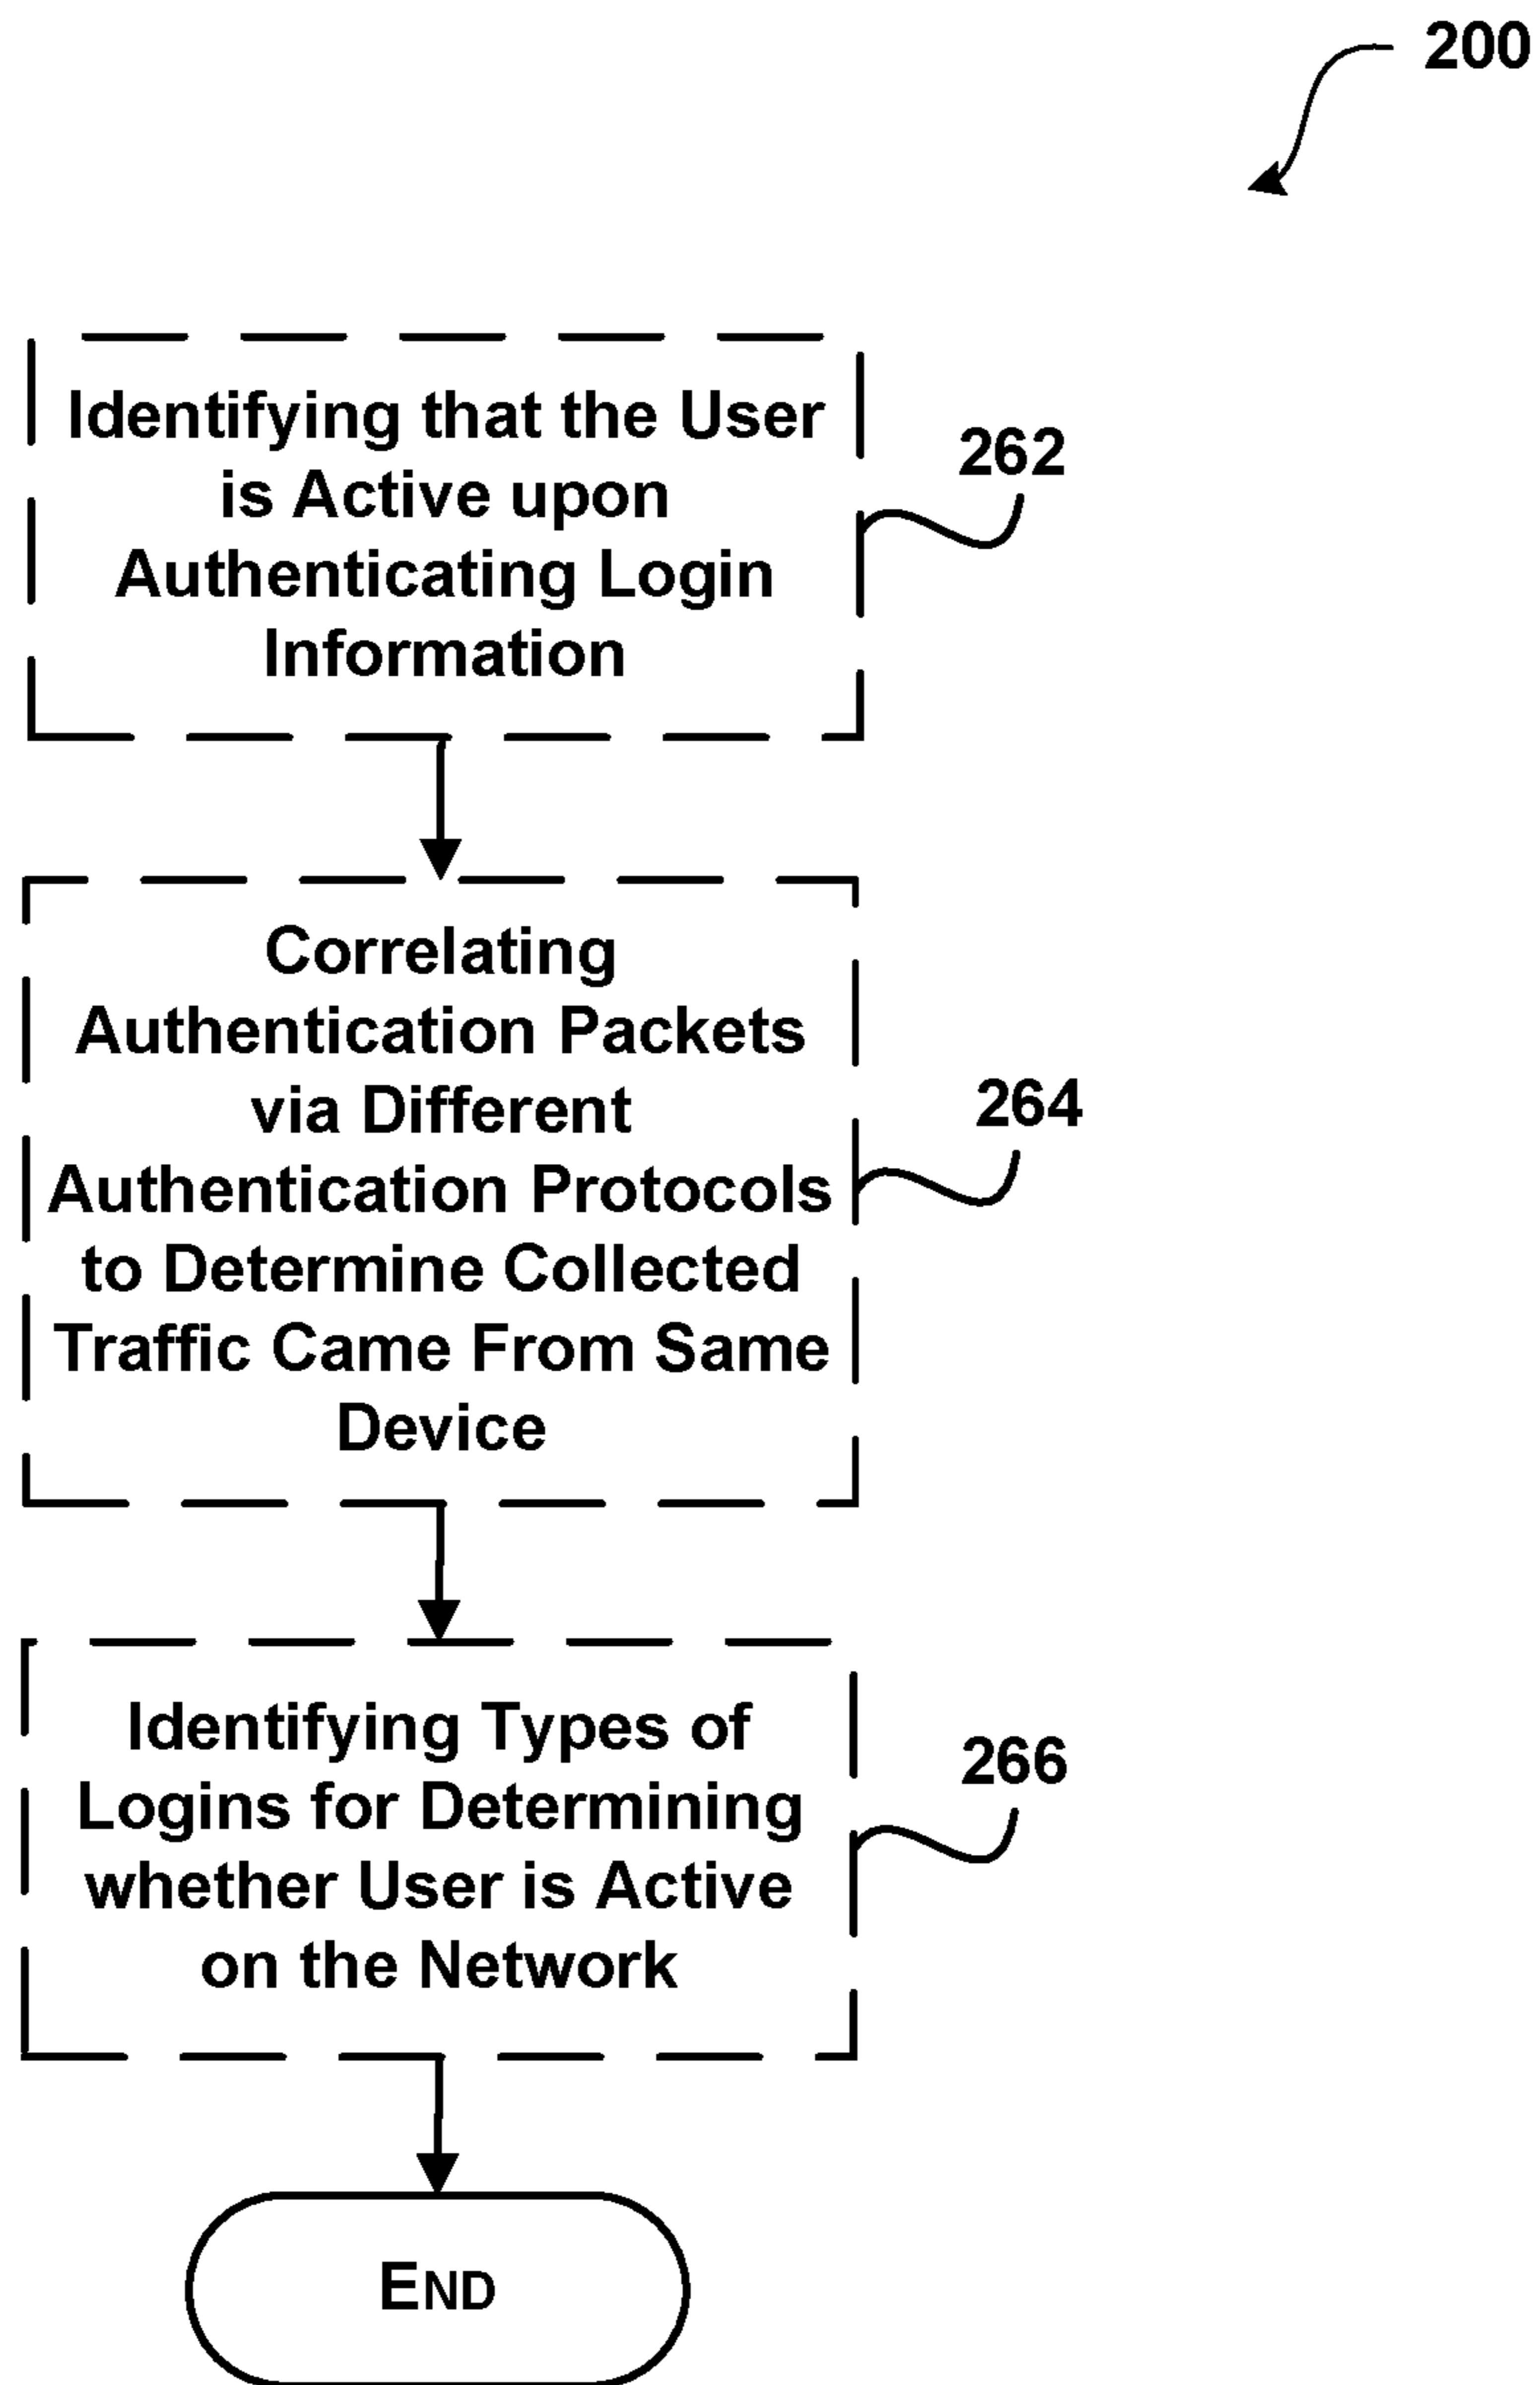 200
Identifying that the User
is Active upon
Authenticating Login
Information
262
Correlating
Authentication Packets
via Different
Authentication Protocols
to Determine Collected
Traffic Came From Same
Device
264
Identifying Types of
Logins for Determining
whether User is Active
on the Network
266
END